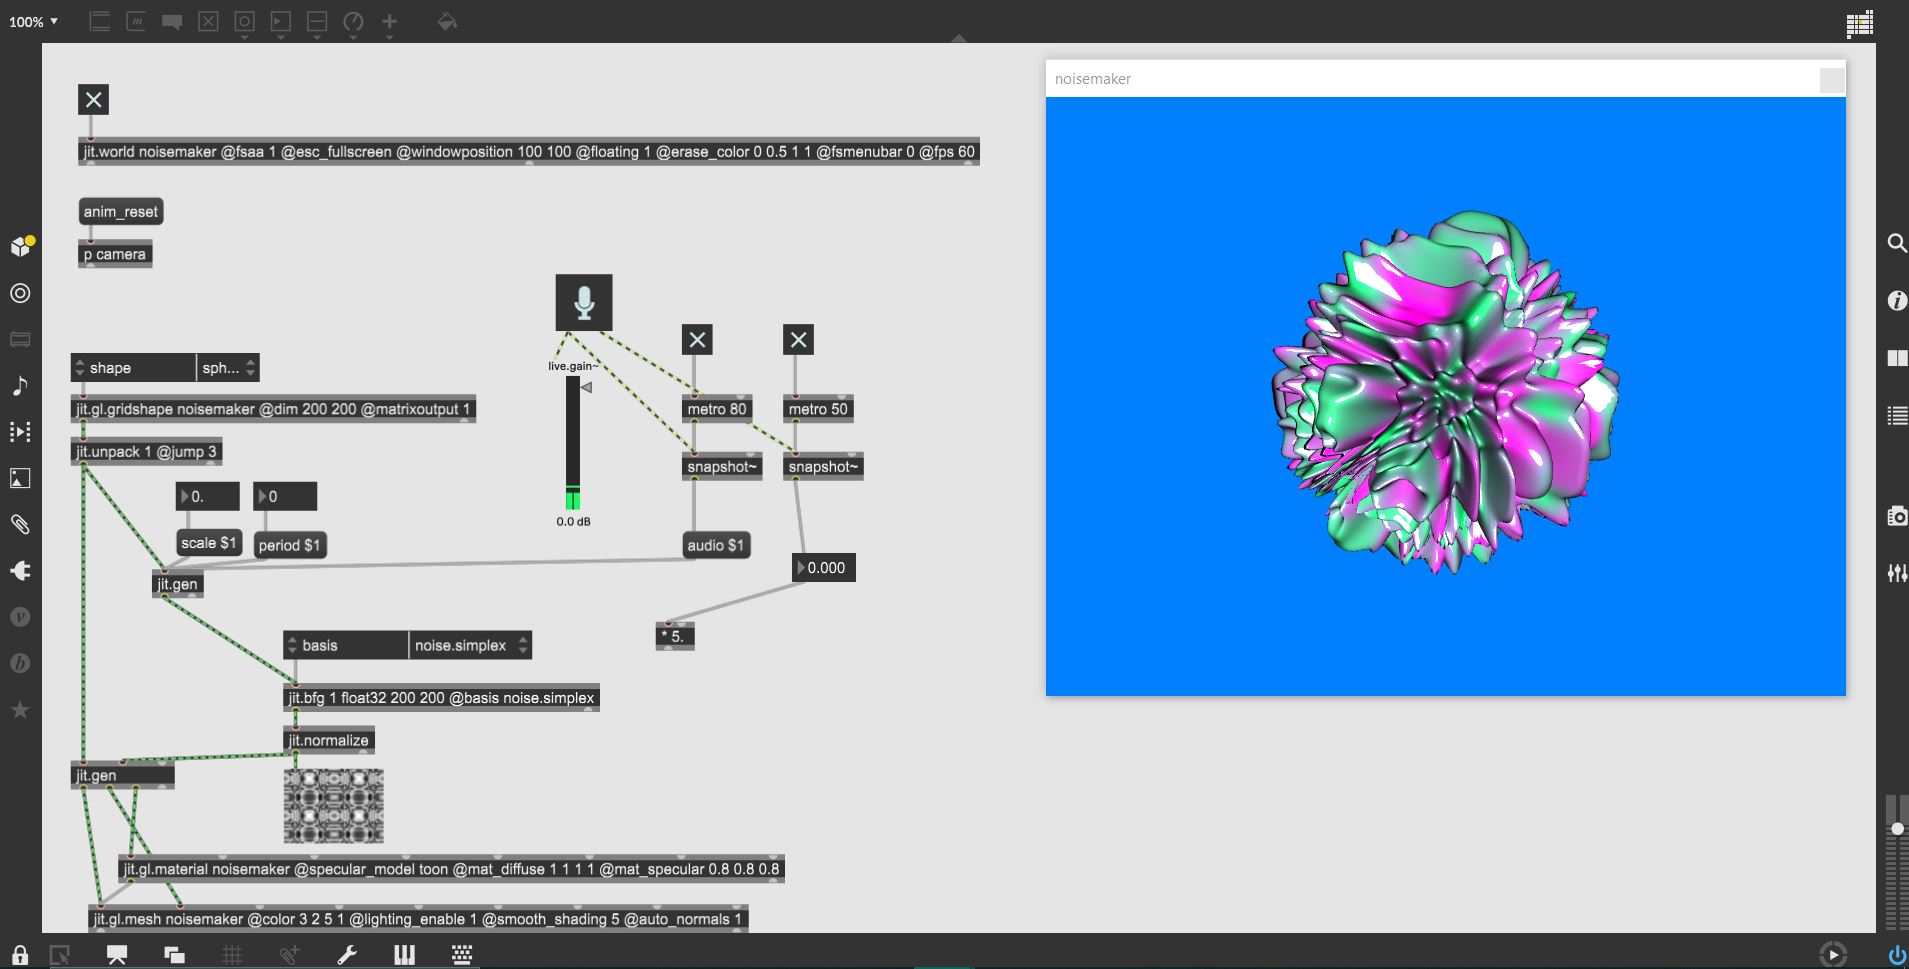 100%
noisemaker
jit.world noisemaker @fsaa 1 @esc_fullscreen @windowposition 100 100 @floating 1 @erase_color 0 0.5 1 1 @fsmenubar 0 @fps 60
anim_reset
p camera
live.gain~
shape sph...
jit.gl.gridshape noisemaker @dim 200 200 @matrixoutput 1
metro 80
metro 50
jit.unpack 1 @jump 3
snapshot~
snapshot~
0.
0
0.0 dB
scale $1
period $1
audio $1
0.000
jit.gen
* 5.
basis noise.simplex
jit.bfg 1 float32 200 200 @basis noise.simplex
jit.normalize
jit.gen
jit.gl.material noisemaker @specular_model toon @mat_diffuse 1 1 1 1 @mat_specular 0.8 0.8 0.8
jit.gl.mesh noisemaker @color 3 2 5 1 @lighting_enable 1 @smooth_shading 5 @auto_normals 1